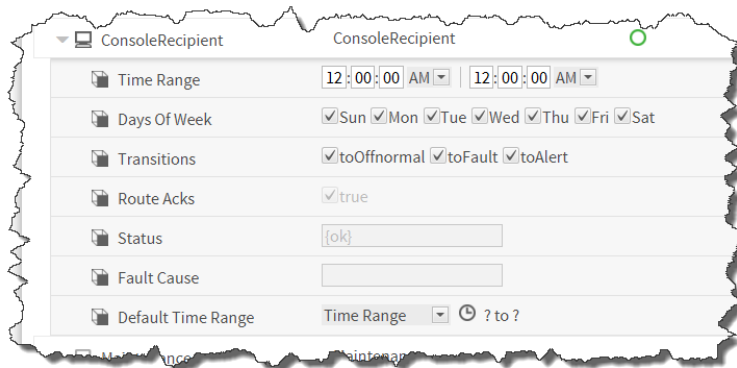 ConsoleRecipient ConsoleRecipient
Time Range 12:00:00 AM | 12:00:00 AM
Days Of Week Sun Mon Tue Wed Thu Fri Sat
Transitions toOffnormal toFault toAlert
Route Acks true
Status {ok}
Fault Cause
Default Time Range Time Range ? to ?